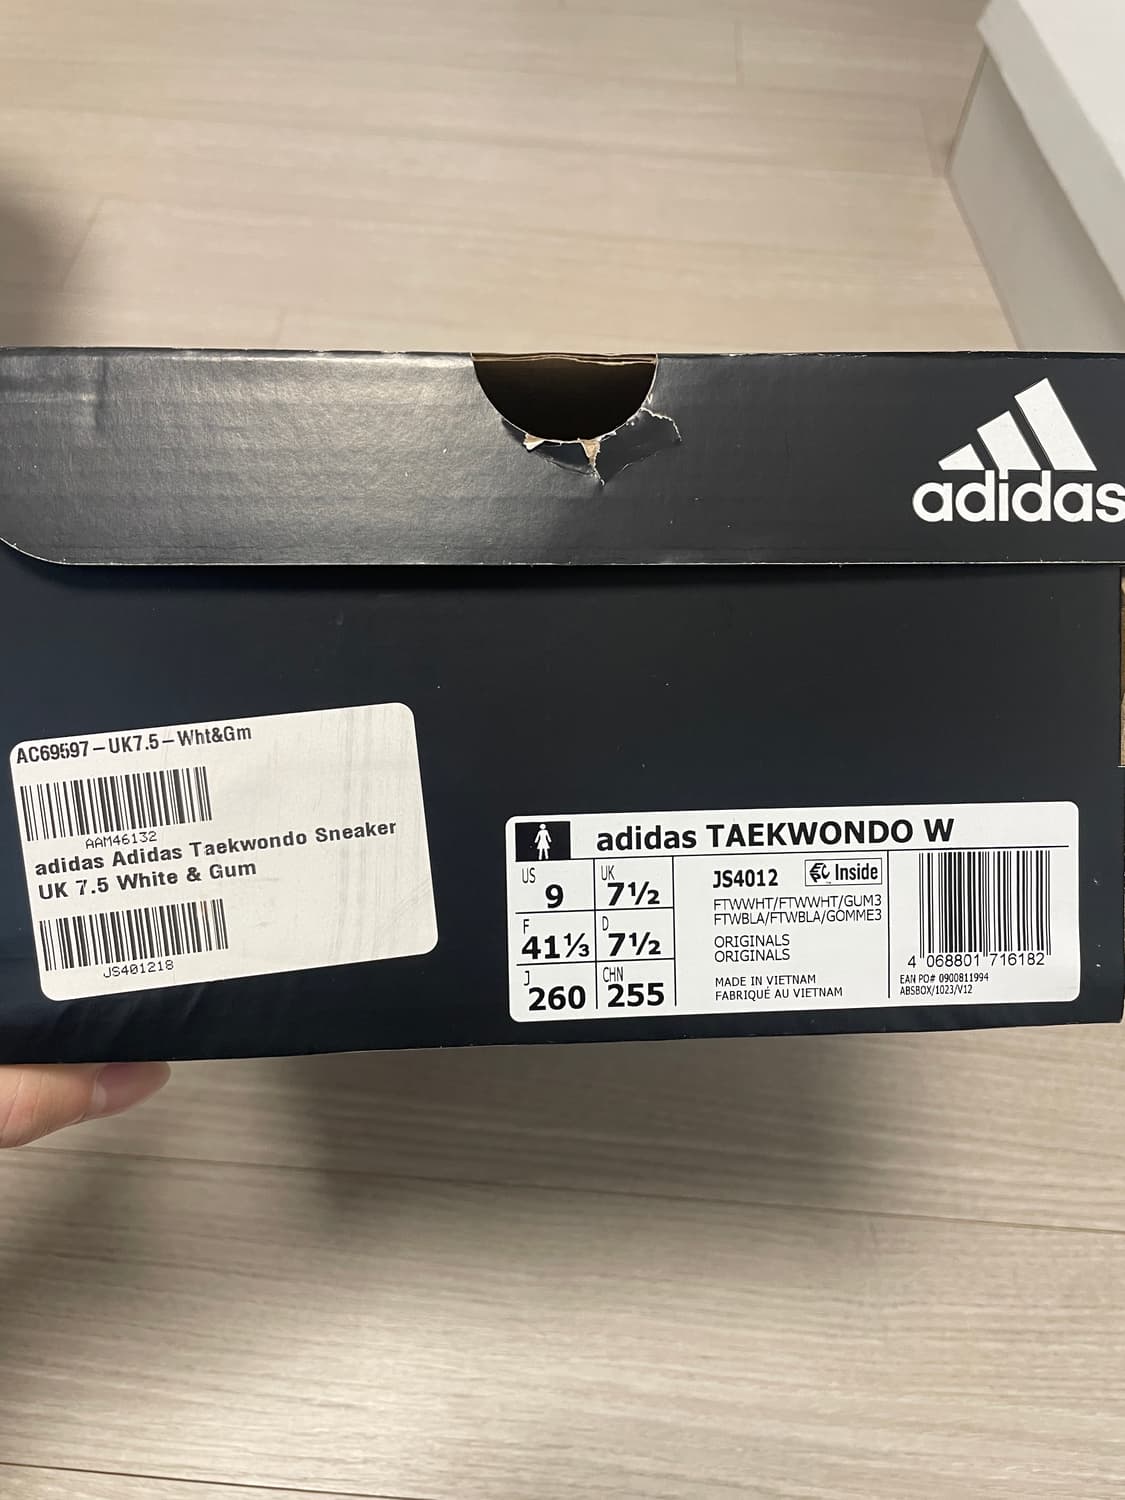 adidas
AC69597-UK7.5-Wht&Gm
AAM46132
adidas Adidas Taekwondo Sneaker
UK 7.5 White & Gum
JS401218
adidas TAEKWONDO W
US 9
UK 7½
F 41⅓
D 7½
J 260
CHN 255
JS4012
Inside
FTWWHT/FTWWHT/GUM3
FTWBLA/FTWBLA/GOMME3
ORIGINALS
ORIGINALS
MADE IN VIETNAM
FABRIQUÉ AU VIETNAM
4 068801 716182
EAN PO# 0900811994
ABSBOX/1023/V12